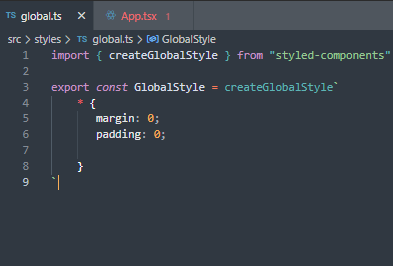 TS global.ts × App.tsx 1
src > styles > TS global.ts > GlobalStyle
1 import { createGlobalStyle } from "styled-components"
2
3 export const GlobalStyle = createGlobalStyle`
4 * {
5 margin: 0;
6 padding: 0;
7
8 }
9 `